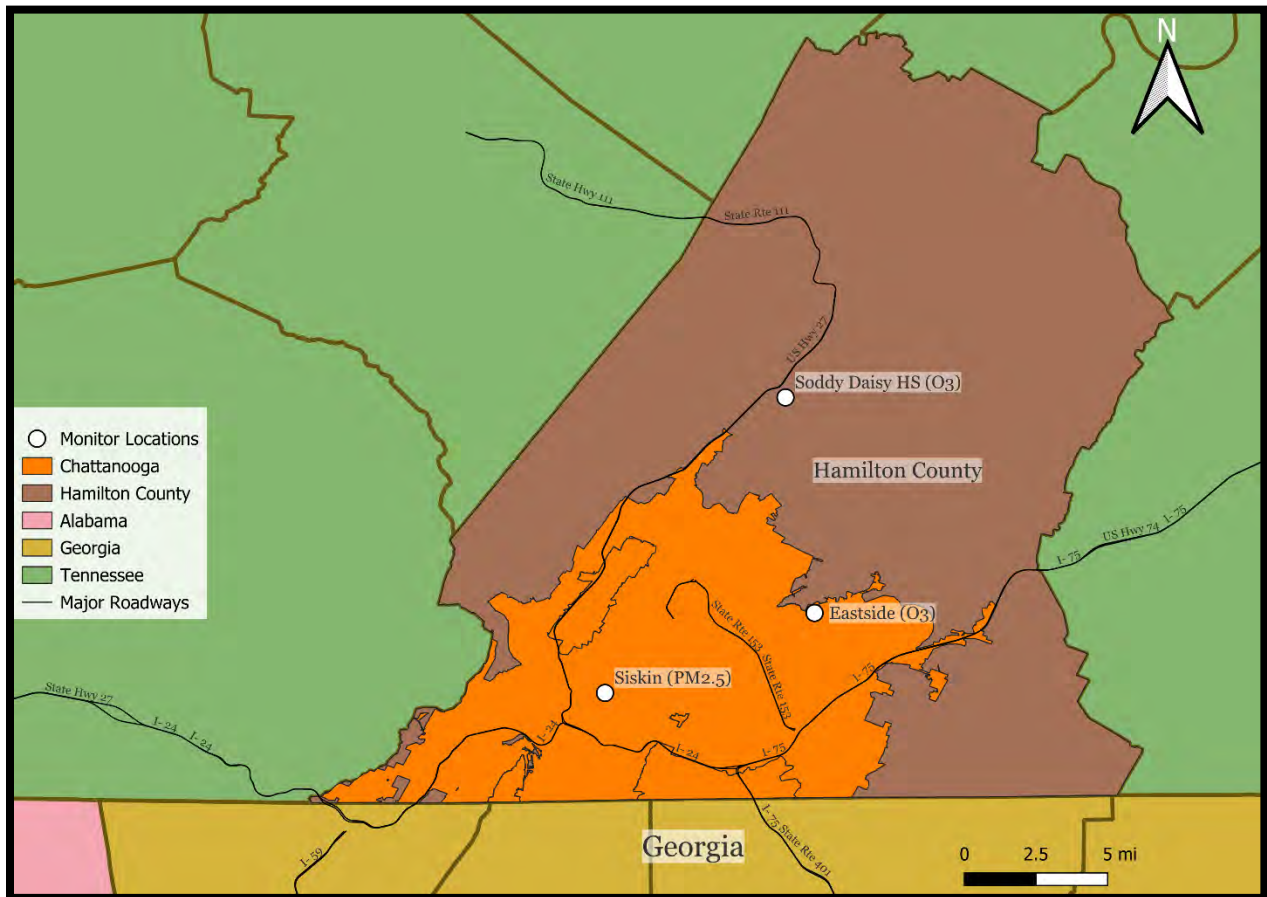 N
State Hwy 111
State Rte 111
US Hwy 27
Soddy Daisy HS (O3)
Hamilton County
Monitor Locations
Chattanooga
Hamilton County
Alabama
Georgia
Tennessee
Major Roadways
I- 75
US Hwy 74
I- 75
Eastside (O3)
State Rte 153
State Rte 153
I- 75
Siskin (PM2.5)
State Hwy 27
I- 24
I- 24
I- 24
I- 24
I- 75
I- 75
State Rte 401
I- 59
Georgia
0 2.5 5 mi